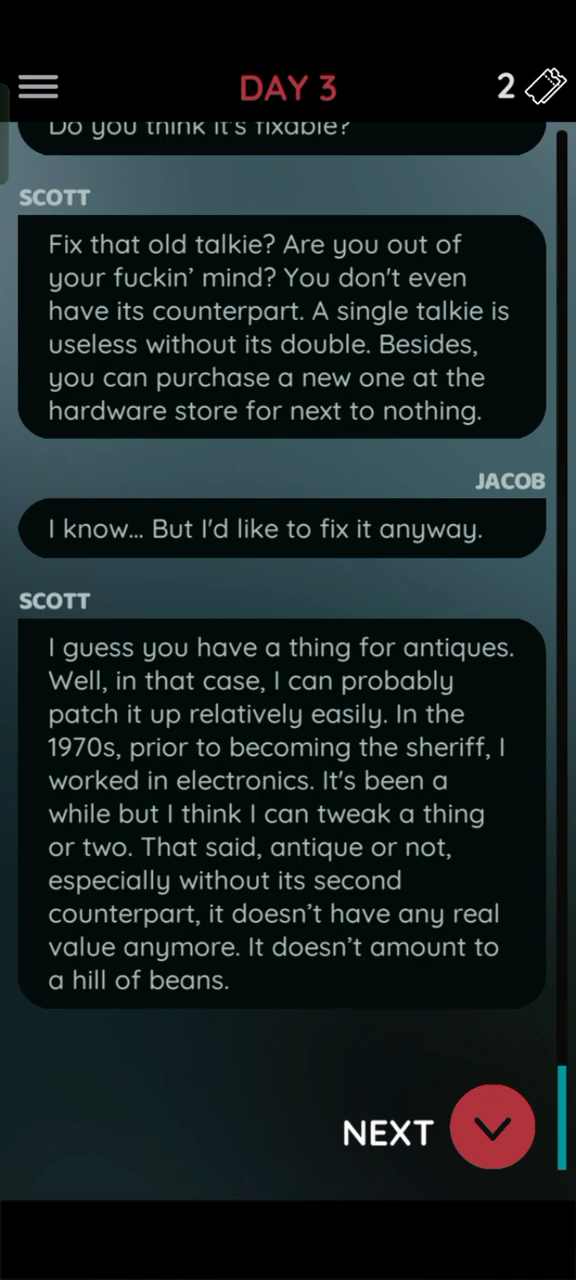 DAY 3
2
Do you think it's fixable?
SCOTT
Fix that old talkie? Are you out of
your fuckin’ mind? You don't even
have its counterpart. A single talkie is
useless without its double. Besides,
you can purchase a new one at the
hardware store for next to nothing.
JACOB
I know... But I'd like to fix it anyway.
SCOTT
I guess you have a thing for antiques.
Well, in that case, I can probably
patch it up relatively easily. In the
1970s, prior to becoming the sheriff, I
worked in electronics. It's been a
while but I think I can tweak a thing
or two. That said, antique or not,
especially without its second
counterpart, it doesn’t have any real
value anymore. It doesn’t amount to
a hill of beans.
NEXT